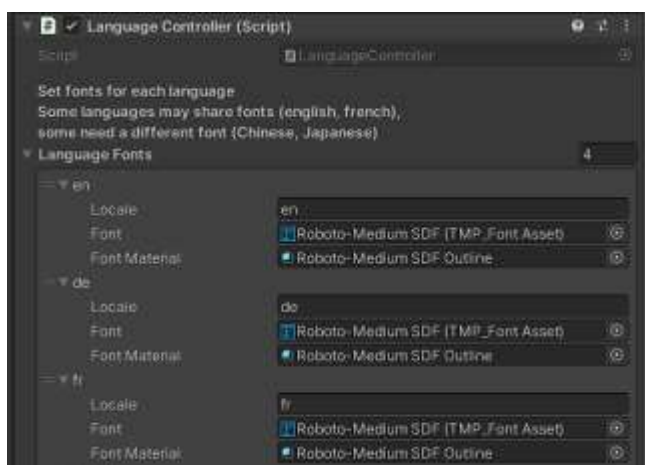 Language Controller (Script)
Script LanguageController
Set fonts for each language
Some languages may share fonts (english, french),
some need a different font (Chinese, Japanese)
Language Fonts 4
en
Locale en
Font Roboto-Medium SDF (TMP_Font Asset)
Font Material Roboto-Medium SDF Outline
de
Locale de
Font Roboto-Medium SDF (TMP_Font Asset)
Font Material Roboto-Medium SDF Outline
fr
Locale fr
Font Roboto-Medium SDF (TMP_Font Asset)
Font Material Roboto-Medium SDF Outline